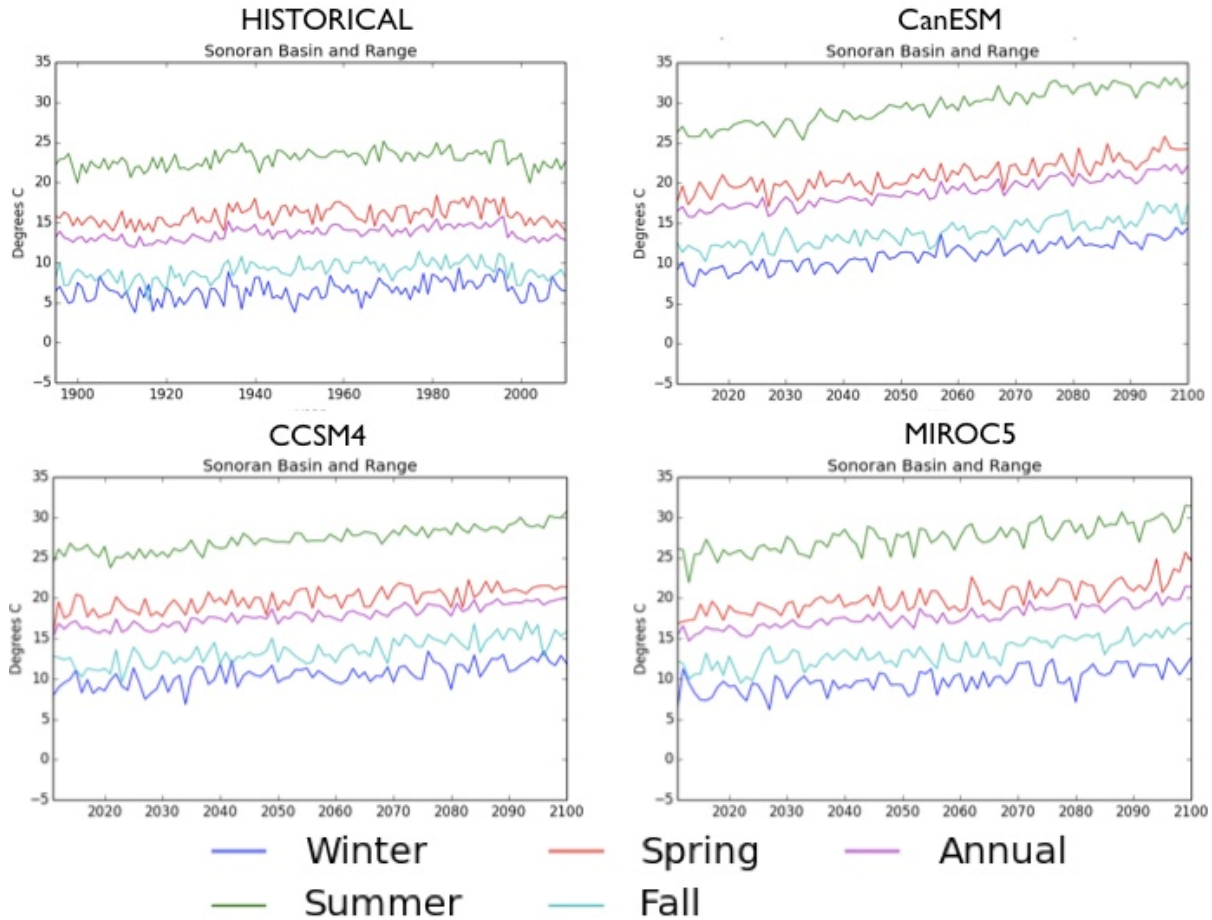 HISTORICAL
Sonoran Basin and Range
35
30
25
20
15
10
5
0
−5
Degrees C
1900 1920 1940 1960 1980 2000
CanESM
Sonoran Basin and Range
35
30
25
20
15
10
5
0
−5
Degrees C
2020 2030 2040 2050 2060 2070 2080 2090 2100
CCSM4
Sonoran Basin and Range
35
30
25
20
15
10
5
0
−5
Degrees C
2020 2030 2040 2050 2060 2070 2080 2090 2100
MIROC5
Sonoran Basin and Range
35
30
25
20
15
10
5
0
−5
Degrees C
2020 2030 2040 2050 2060 2070 2080 2090 2100
Winter Spring Annual
Summer Fall